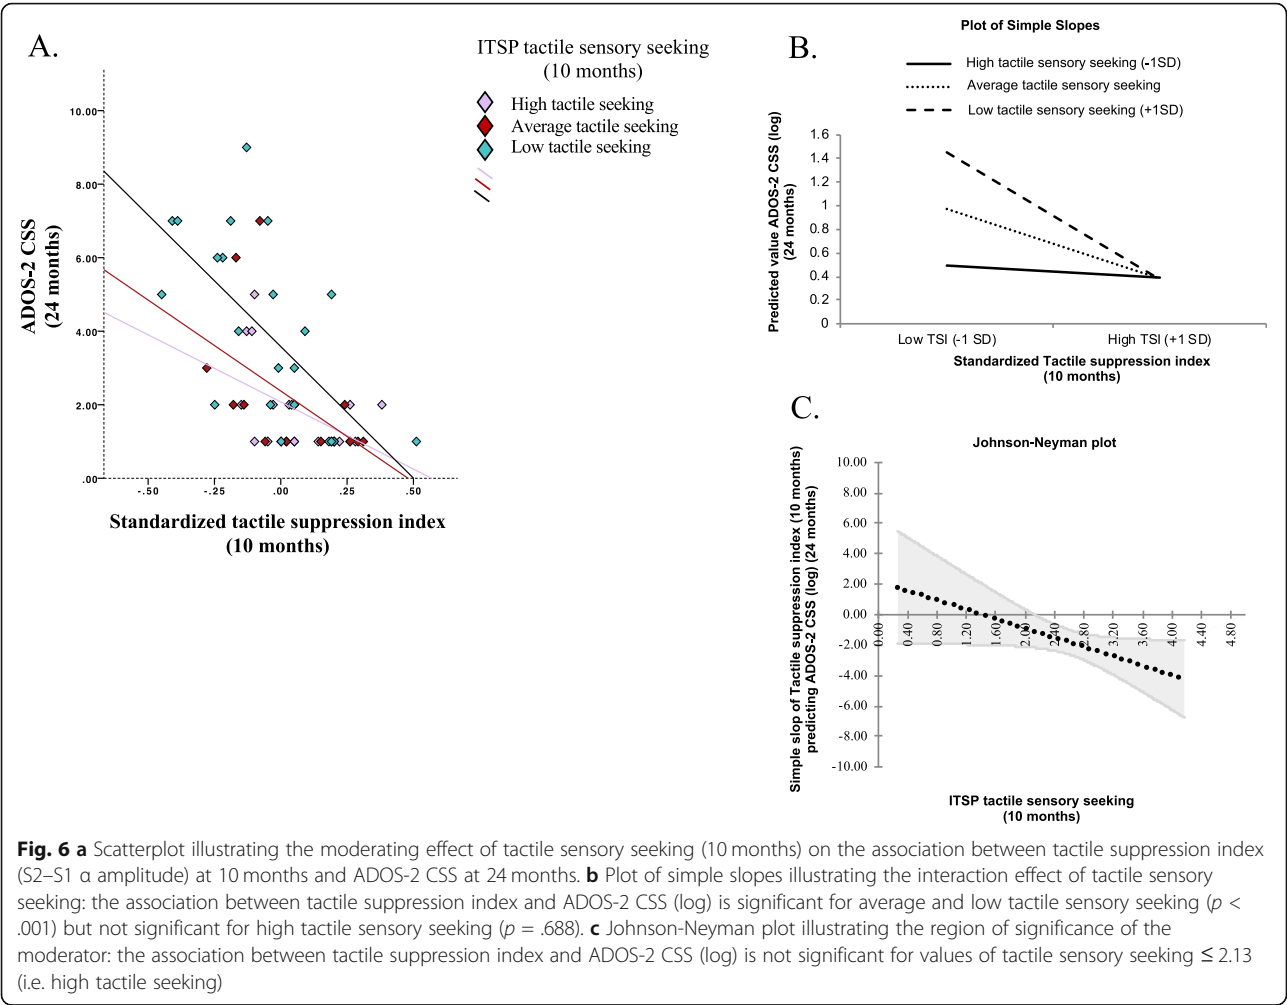 A.
ITSP tactile sensory seeking
(10 months)
High tactile seeking
Average tactile seeking
Low tactile seeking
ADOS-2 CSS
(24 months)
10.00
8.00
6.00
4.00
2.00
.00
-.50
-.25
.00
.25
.50
Standardized tactile suppression index
(10 months)
B.
Plot of Simple Slopes
High tactile sensory seeking (-1SD)
Average tactile sensory seeking
Low tactile sensory seeking (+1SD)
Predicted value ADOS-2 CSS (log)
(24 months)
1.6
1.4
1.2
1
0.8
0.6
0.4
0.2
0
Low TSI (-1 SD)
High TSI (+1 SD)
Standardized Tactile suppression index
(10 months)
C.
Johnson-Neyman plot
Simple slop of Tactile suppression index (10 months)
predicting ADOS-2 CSS (log) (24 months)
10.00
8.00
6.00
4.00
2.00
0.00
-2.00
-4.00
-6.00
-8.00
-10.00
0.00
0.40
0.80
1.20
1.60
2.00
2.40
2.80
3.20
3.60
4.00
4.40
4.80
ITSP tactile sensory seeking
(10 months)
Fig. 6 a Scatterplot illustrating the moderating effect of tactile sensory seeking (10 months) on the association between tactile suppression index
(S2–S1 α amplitude) at 10 months and ADOS-2 CSS at 24 months. b Plot of simple slopes illustrating the interaction effect of tactile sensory
seeking: the association between tactile suppression index and ADOS-2 CSS (log) is significant for average and low tactile sensory seeking (p <
.001) but not significant for high tactile sensory seeking (p = .688). c Johnson-Neyman plot illustrating the region of significance of the
moderator: the association between tactile suppression index and ADOS-2 CSS (log) is not significant for values of tactile sensory seeking ≤ 2.13
(i.e. high tactile seeking)